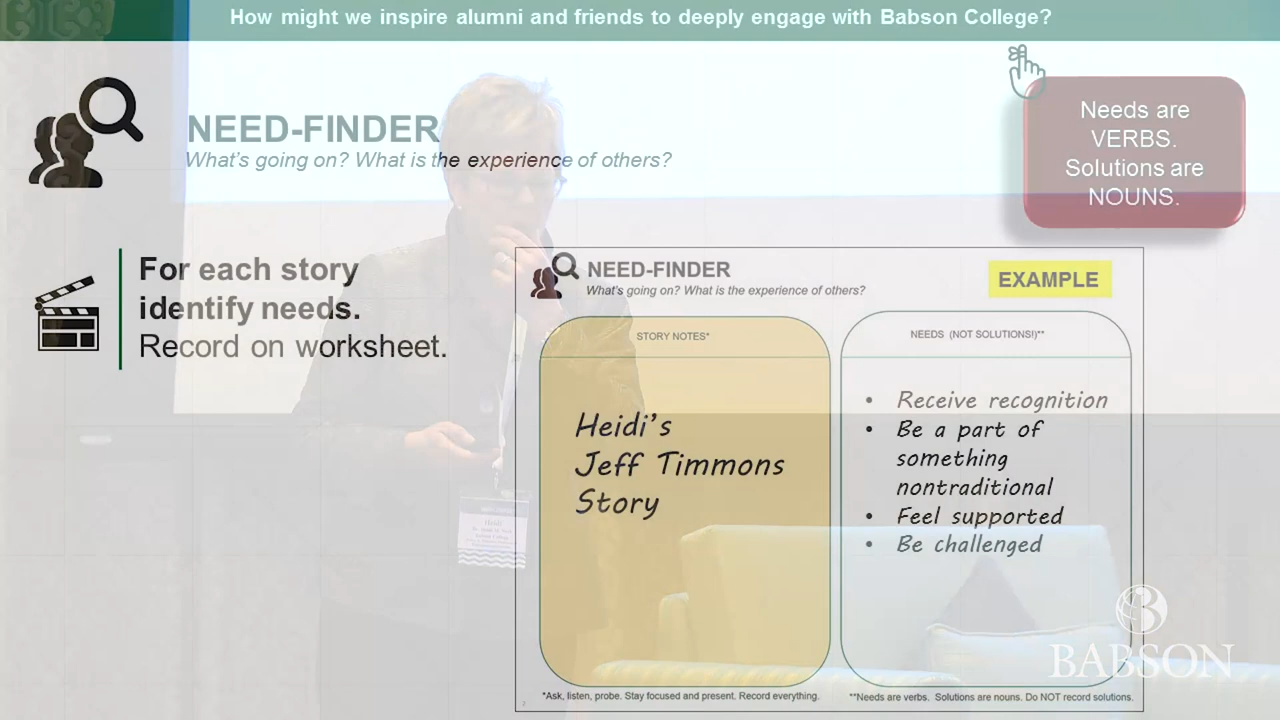 How might we inspire alumni and friends to deeply engage with Babson College?
NEED-FINDER
What's going on? What is the experience of others?
Needs are
VERBS.
Solutions are
NOUNS.
For each story
identify needs.
Record on worksheet.
NEED-FINDER
What's going on? What is the experience of others?
EXAMPLE
STORY NOTES*
Heidi's
Jeff Timmons
Story
NEEDS (NOT SOLUTIONS!)**
• Receive recognition
• Be a part of
something
nontraditional
• Feel supported
• Be challenged
*Ask, listen, probe. Stay focused and present. Record everything.
**Needs are verbs. Solutions are nouns. Do NOT record solutions.
2
Heidi
BABSON